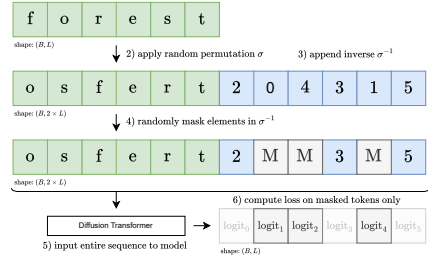 f o r e s t
shape: (B, L)
2) apply random permutation σ
3) append inverse σ⁻¹
o s f e r t 2 0 4 3 1 5
shape: (B, 2 × L)
4) randomly mask elements in σ⁻¹
o s f e r t 2 M M 3 M 5
shape: (B, 2 × L)
6) compute loss on masked tokens only
Diffusion Transformer
logit₀ logit₁ logit₂ logit₃ logit₄ logit₅
5) input entire sequence to model
shape: (B, L)